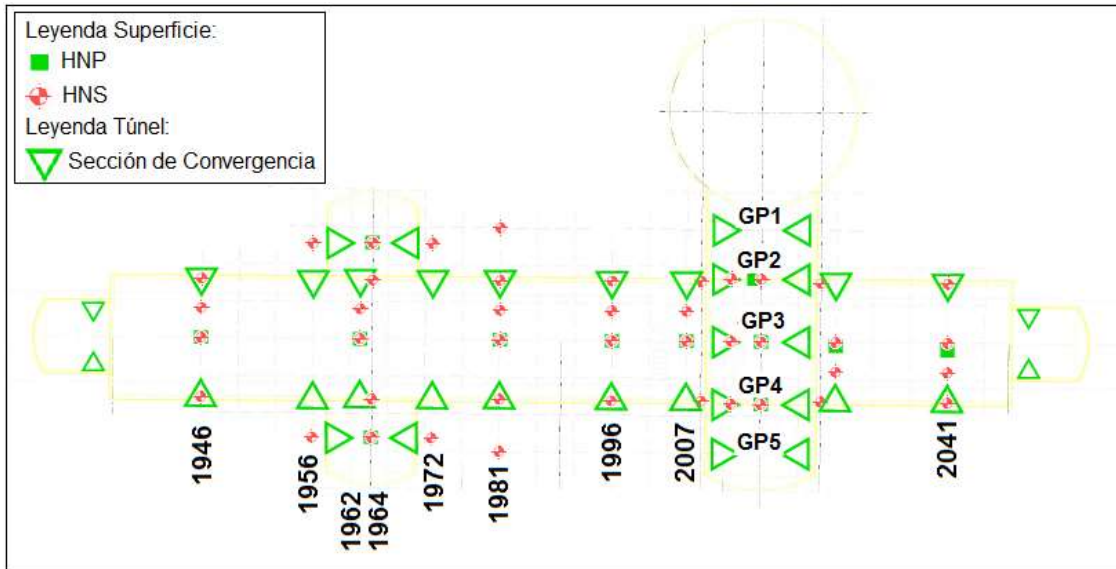 Leyenda Superficie:
HNP
HNS
Leyenda Túnel:
Sección de Convergencia
GP1
GP2
GP3
GP4
GP5
1946
1956
1962
1964
1972
1981
1996
2007
2041